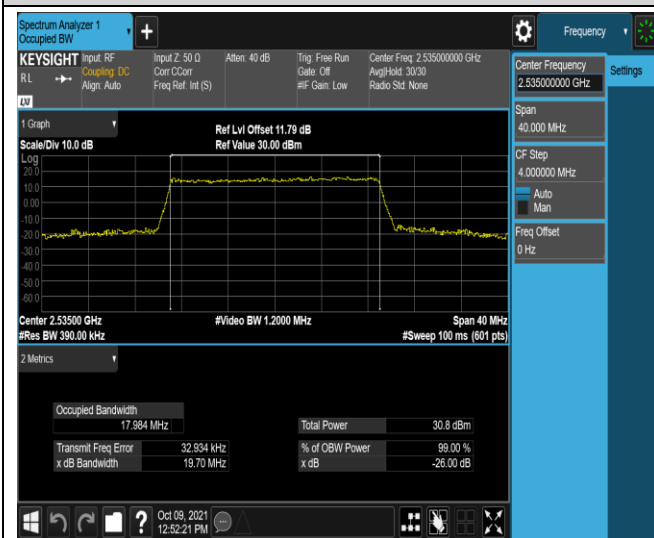 Spectrum Analyzer 1
Occupied BW
Frequency
KEYSIGHT
Input: RF
Coupling: DC
Align: Auto
Input Z: 50 Ω
Corr CCorr
Freq Ref: Int (S)
Atten: 40 dB
Trig: Free Run
Gate: Off
#IF Gain: Low
Center Freq: 2.535000000 GHz
Avg|Hold: 30/30
Radio Std: None
RL
LXI
Center Frequency
2.535000000 GHz
Settings
Span
40.000 MHz
CF Step
4.000000 MHz
Auto
Man
Freq Offset
0 Hz
1 Graph
Scale/Div 10.0 dB
Ref Lvl Offset 11.79 dB
Ref Value 30.00 dBm
Log
20.0
10.0
0.00
-10.0
-20.0
-30.0
-40.0
-50.0
-60.0
Center 2.53500 GHz
#Video BW 1.2000 MHz
Span 40 MHz
#Res BW 390.00 kHz
#Sweep 100 ms (601 pts)
2 Metrics
Occupied Bandwidth
17.984 MHz
Total Power 30.8 dBm
Transmit Freq Error 32.934 kHz
% of OBW Power 99.00 %
x dB Bandwidth 19.70 MHz
x dB -26.00 dB
Oct 09, 2021
12:52:21 PM